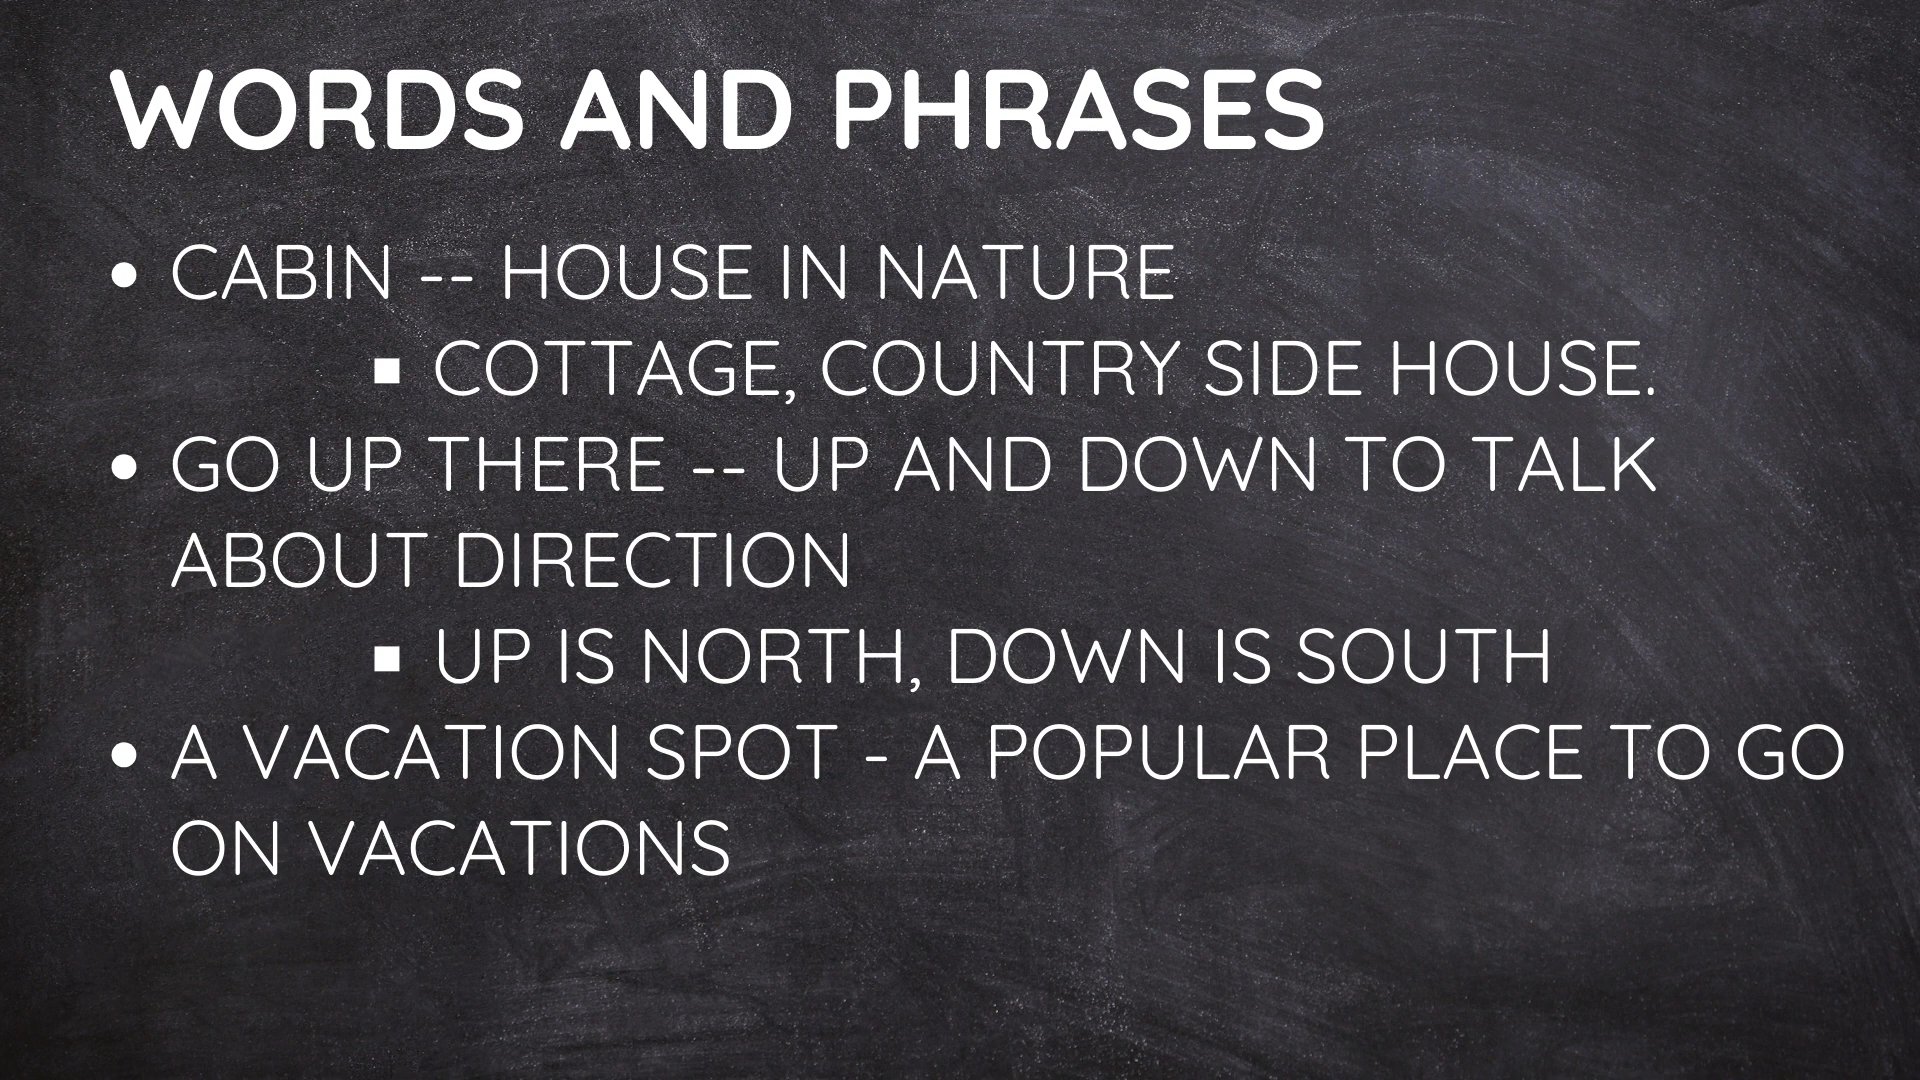 WORDS AND PHRASES
• CABIN -- HOUSE IN NATURE
▪ COTTAGE, COUNTRY SIDE HOUSE.
• GO UP THERE -- UP AND DOWN TO TALK
ABOUT DIRECTION
▪ UP IS NORTH, DOWN IS SOUTH
• A VACATION SPOT - A POPULAR PLACE TO GO
ON VACATIONS